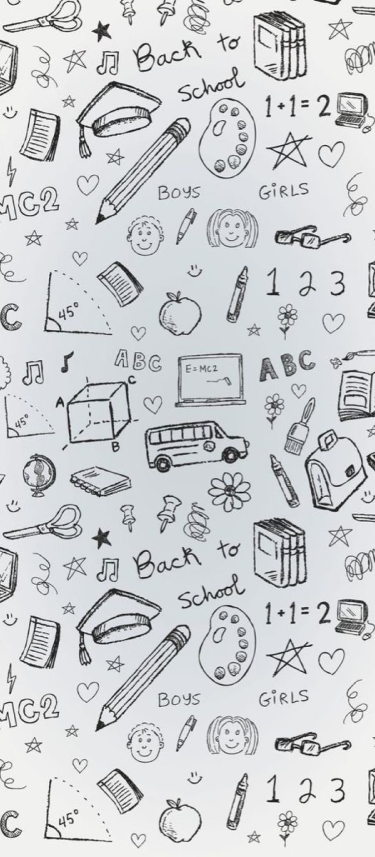 Back to
School
1+1=2
MC2
BOYS GiRLS
45°
1 2 3
C
ABC
E=MC2
ABC
A
C
B
45°
Back to
School
1+1=2
MC2
BOYS GiRLS
45°
1 2 3
C